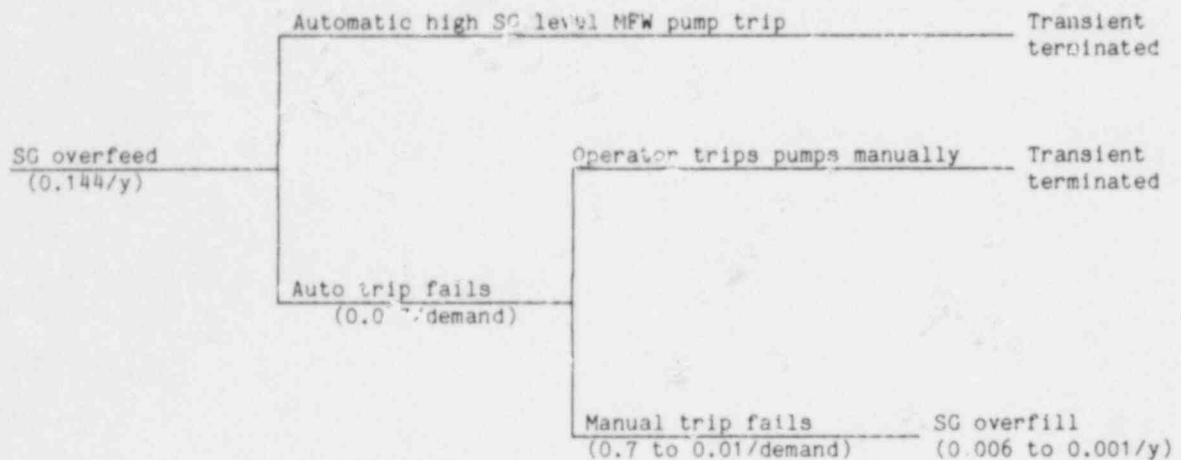 Automatic high SG level MFW pump trip
Transient
terminated
SG overfeed
(0.144/y)
Operator trips pumps manually
Transient
terminated
Auto trip fails
/demand)
Manual trip fails
(0.7 to 0.01/demand)
SG overfill
(0.006 to 0.001/y)